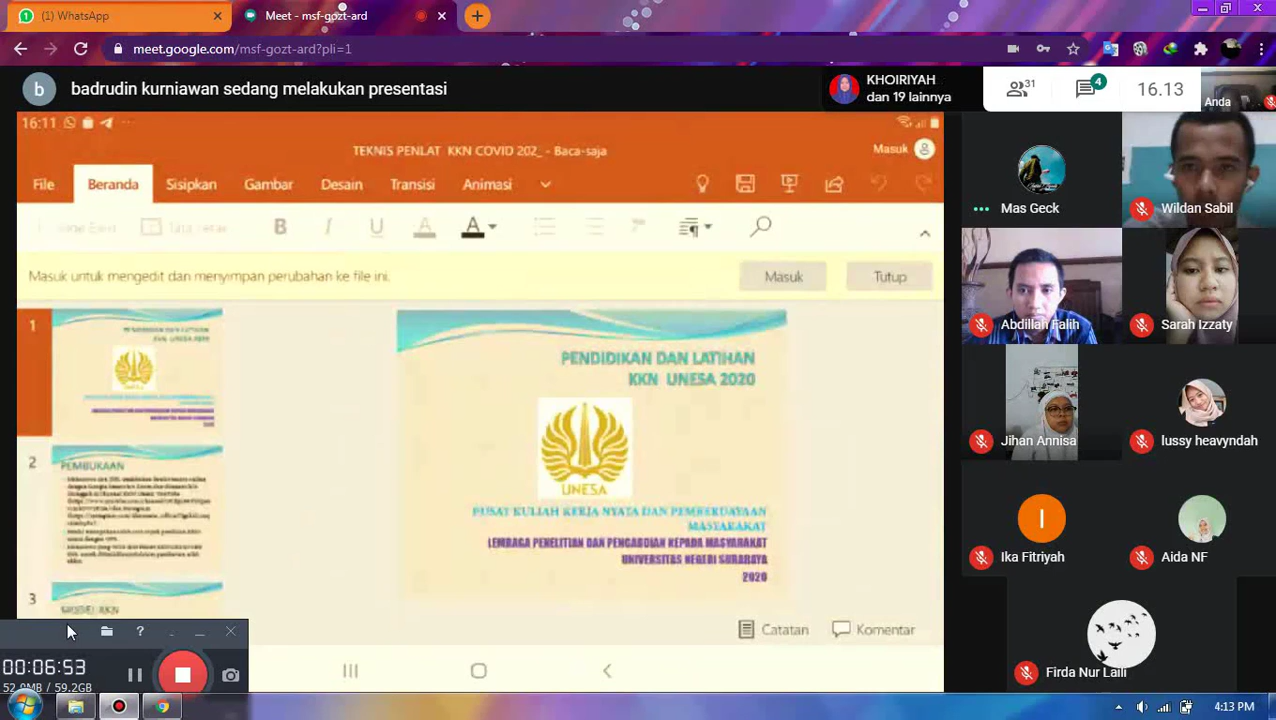 (1) WhatsApp
Meet - msf-gozt-ard
meet.google.com/msf-gozt-ard?pli=1
b
badrudin kurniawan sedang melakukan presentasi
KHOIRIYAH
dan 19 lainnya
31
4
16.13
Anda
16:11
TEKNIS PENLAT KKN COVID 202_ - Baca-saja
Masuk
File
Beranda
Sisipkan
Gambar
Desain
Transisi
Animasi
B
I
U
A
A
Masuk untuk mengedit dan menyimpan perubahan ke file ini.
Masuk
Tutup
1
UNESA
2
PEMBUKAAN
3
PENDIDIKAN DAN LATIHAN
KKN UNESA 2020
UNESA
PUSAT KULIAH KERJA NYATA DAN PEMBERDAYAAN
MASYARAKAT
LEMBAGA PENELITIAN DAN PENGABDIAN KEPADA MASYARAKAT
UNIVERSITAS NEGERI SURABAYA
2020
Catatan
Komentar
Mas Geck
Wildan Sabil
Abdillah Falih
Sarah Izzaty
Jihan Annisa
lussy heavyndah
I
Ika Fitriyah
Aida NF
Firda Nur Laili
00:06:53
52.0MB / 59.2GB
4:13 PM